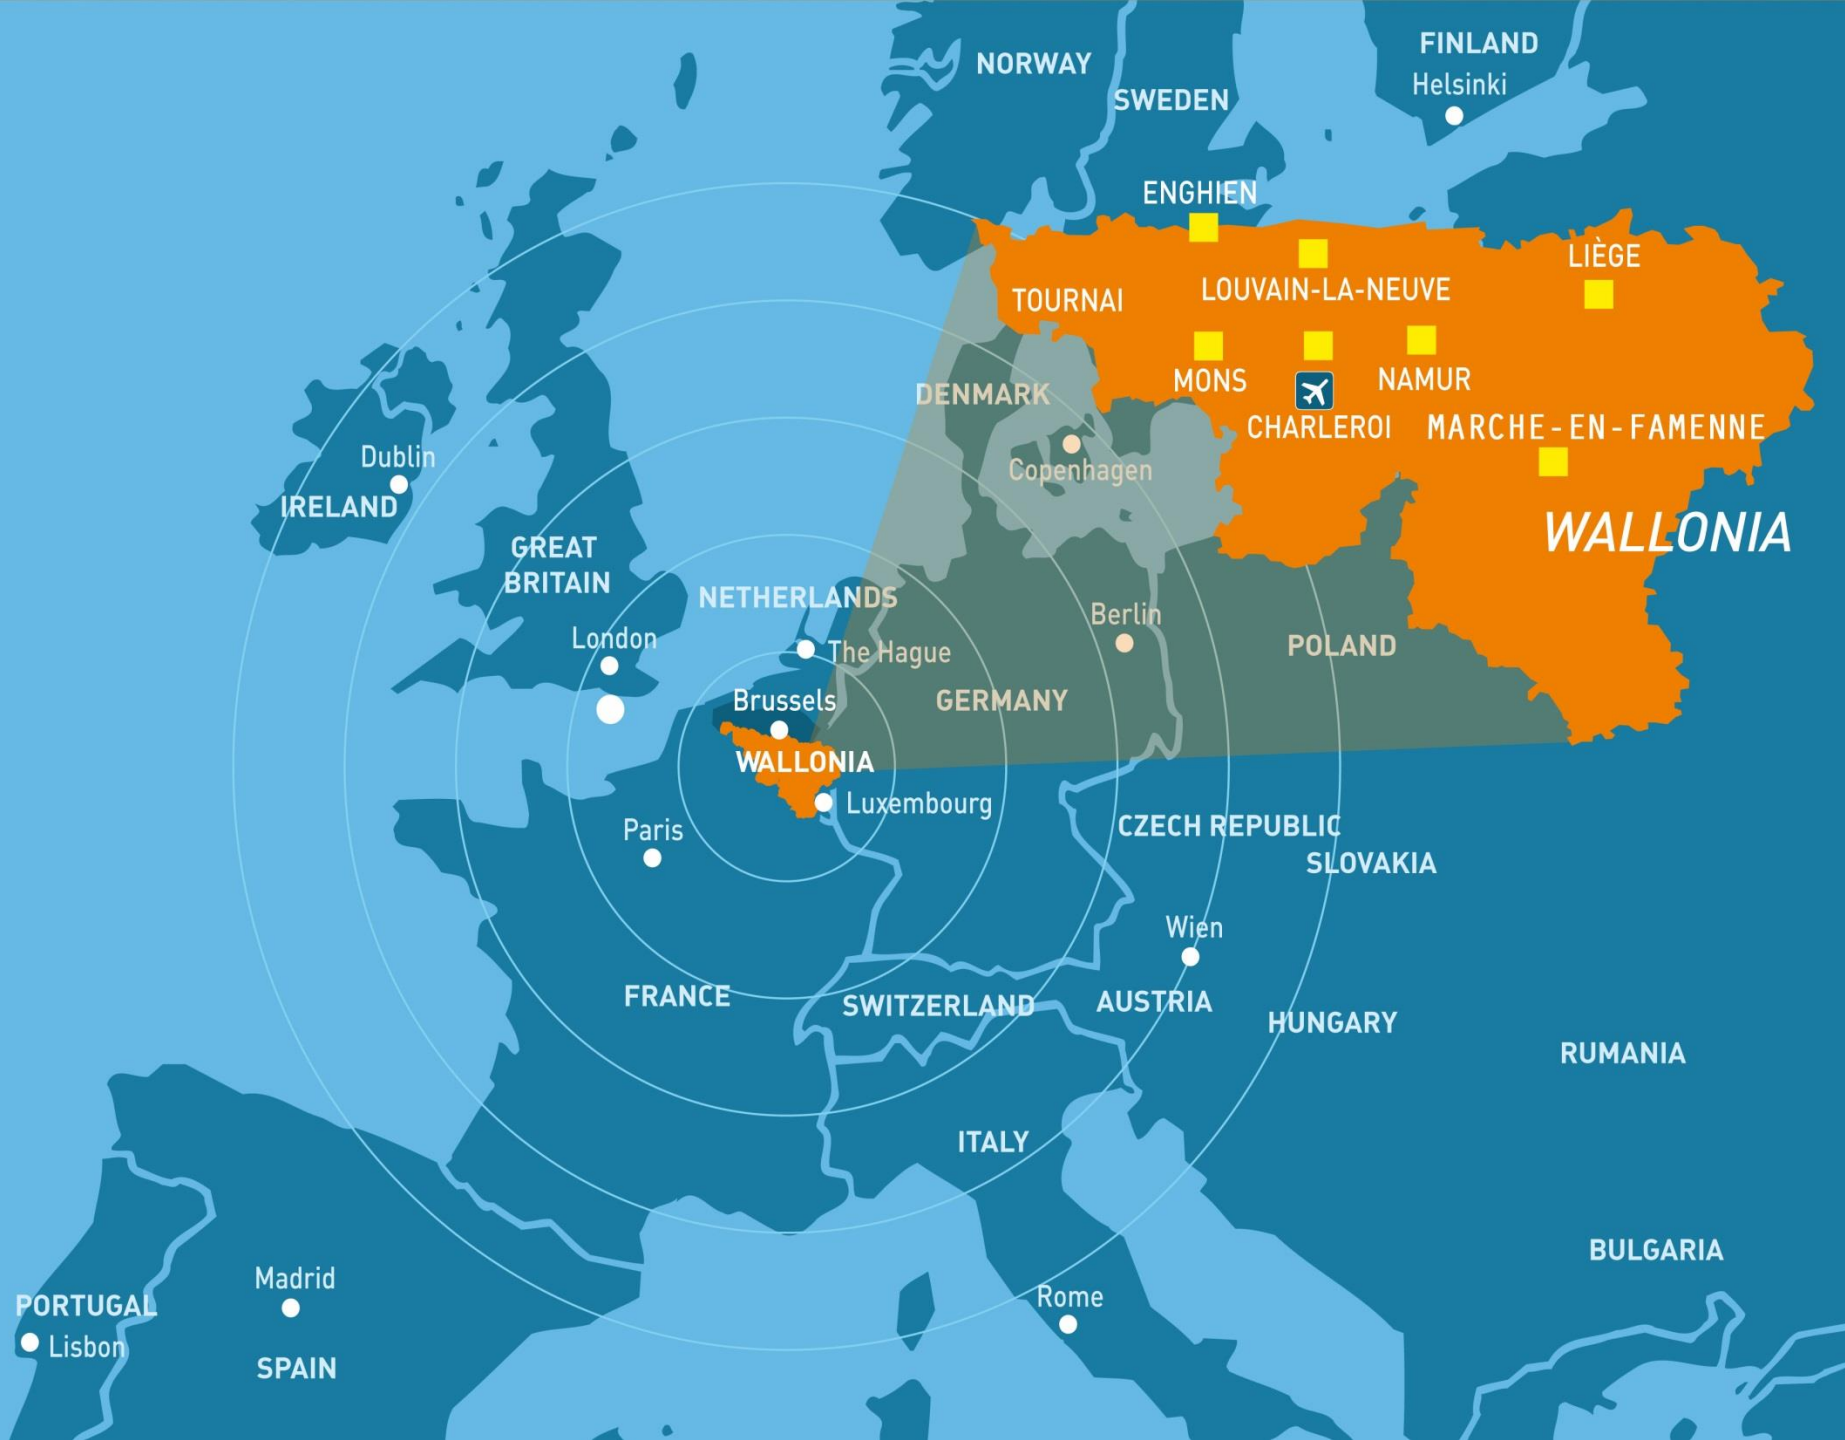 FINLAND
Helsinki
NORWAY
SWEDEN
ENGHIEN
LIÈGE
LOUVAIN-LA-NEUVE
TOURNAI
MONS
NAMUR
CHARLEROI
MARCHE-EN-FAMENNE
WALLONIA
DENMARK
Copenhagen
Dublin
IRELAND
GREAT
BRITAIN
NETHERLANDS
London
The Hague
Berlin
POLAND
GERMANY
Brussels
WALLONIA
Luxembourg
Paris
CZECH REPUBLIC
SLOVAKIA
Wien
FRANCE
SWITZERLAND
AUSTRIA
HUNGARY
RUMANIA
ITALY
BULGARIA
Madrid
PORTUGAL
Lisbon
SPAIN
Rome